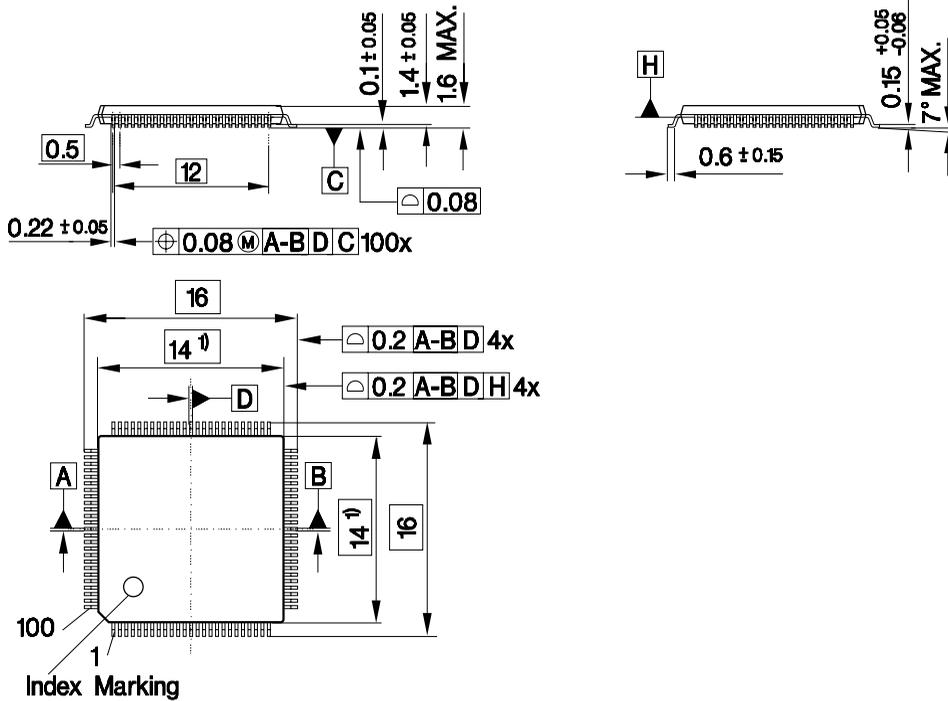 0.1 ± 0.05
1.4 ± 0.05
1.6 MAX.
H
0.15 +0.05 -0.06
7° MAX.
0.5
12
C
0.08
0.6 ± 0.15
0.22 ± 0.05
0.08 Ⓜ A-B D C 100x
16
0.2 A-B D 4x
14 1)
0.2 A-B D H 4x
D
A
B
14 1)
16
100
1
Index Marking